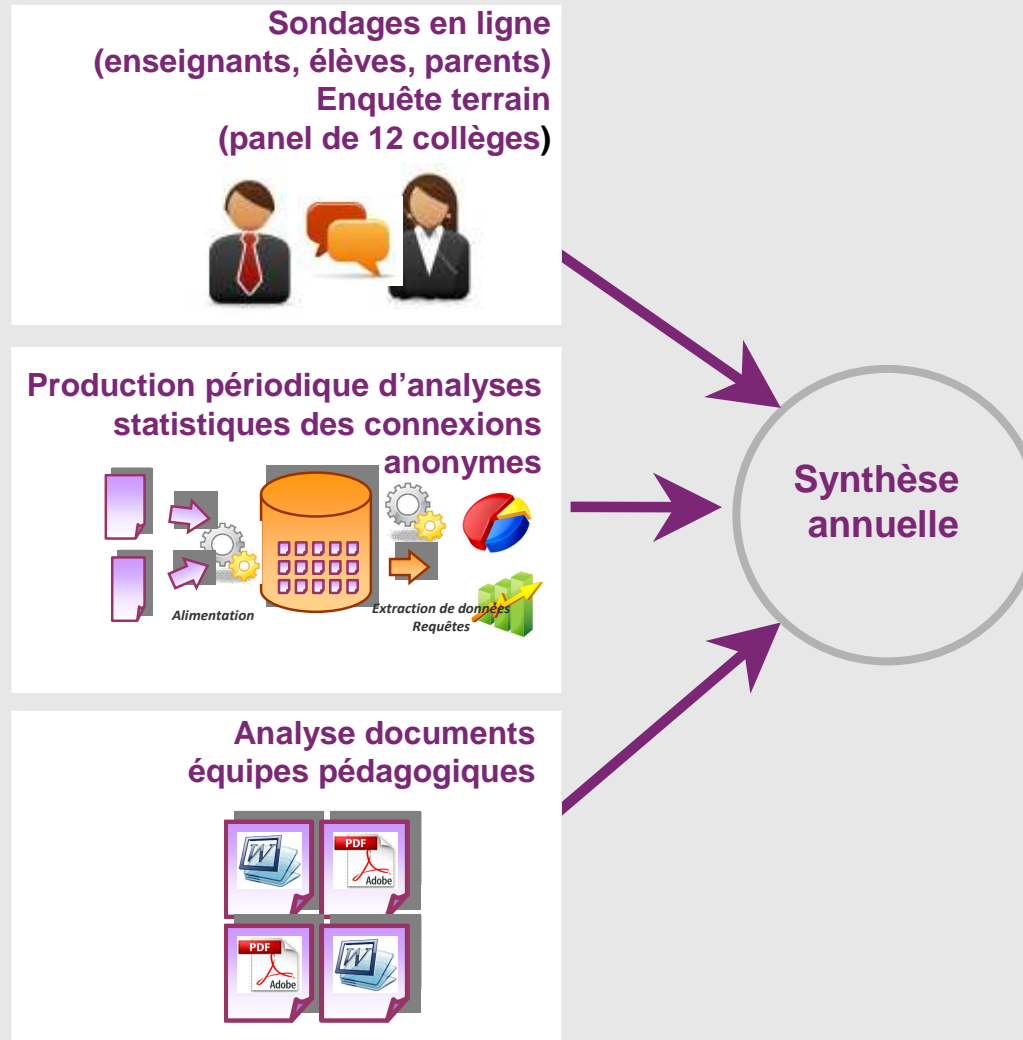 Sondages en ligne
(enseignants, élèves, parents)
Enquête terrain
(panel de 12 collèges)
Production périodique d’analyses
statistiques des connexions
anonymes
Alimentation
Extraction de données
Requêtes
Synthèse
annuelle
Analyse documents
équipes pédagogiques
W
PDF
Adobe
PDF
Adobe
W